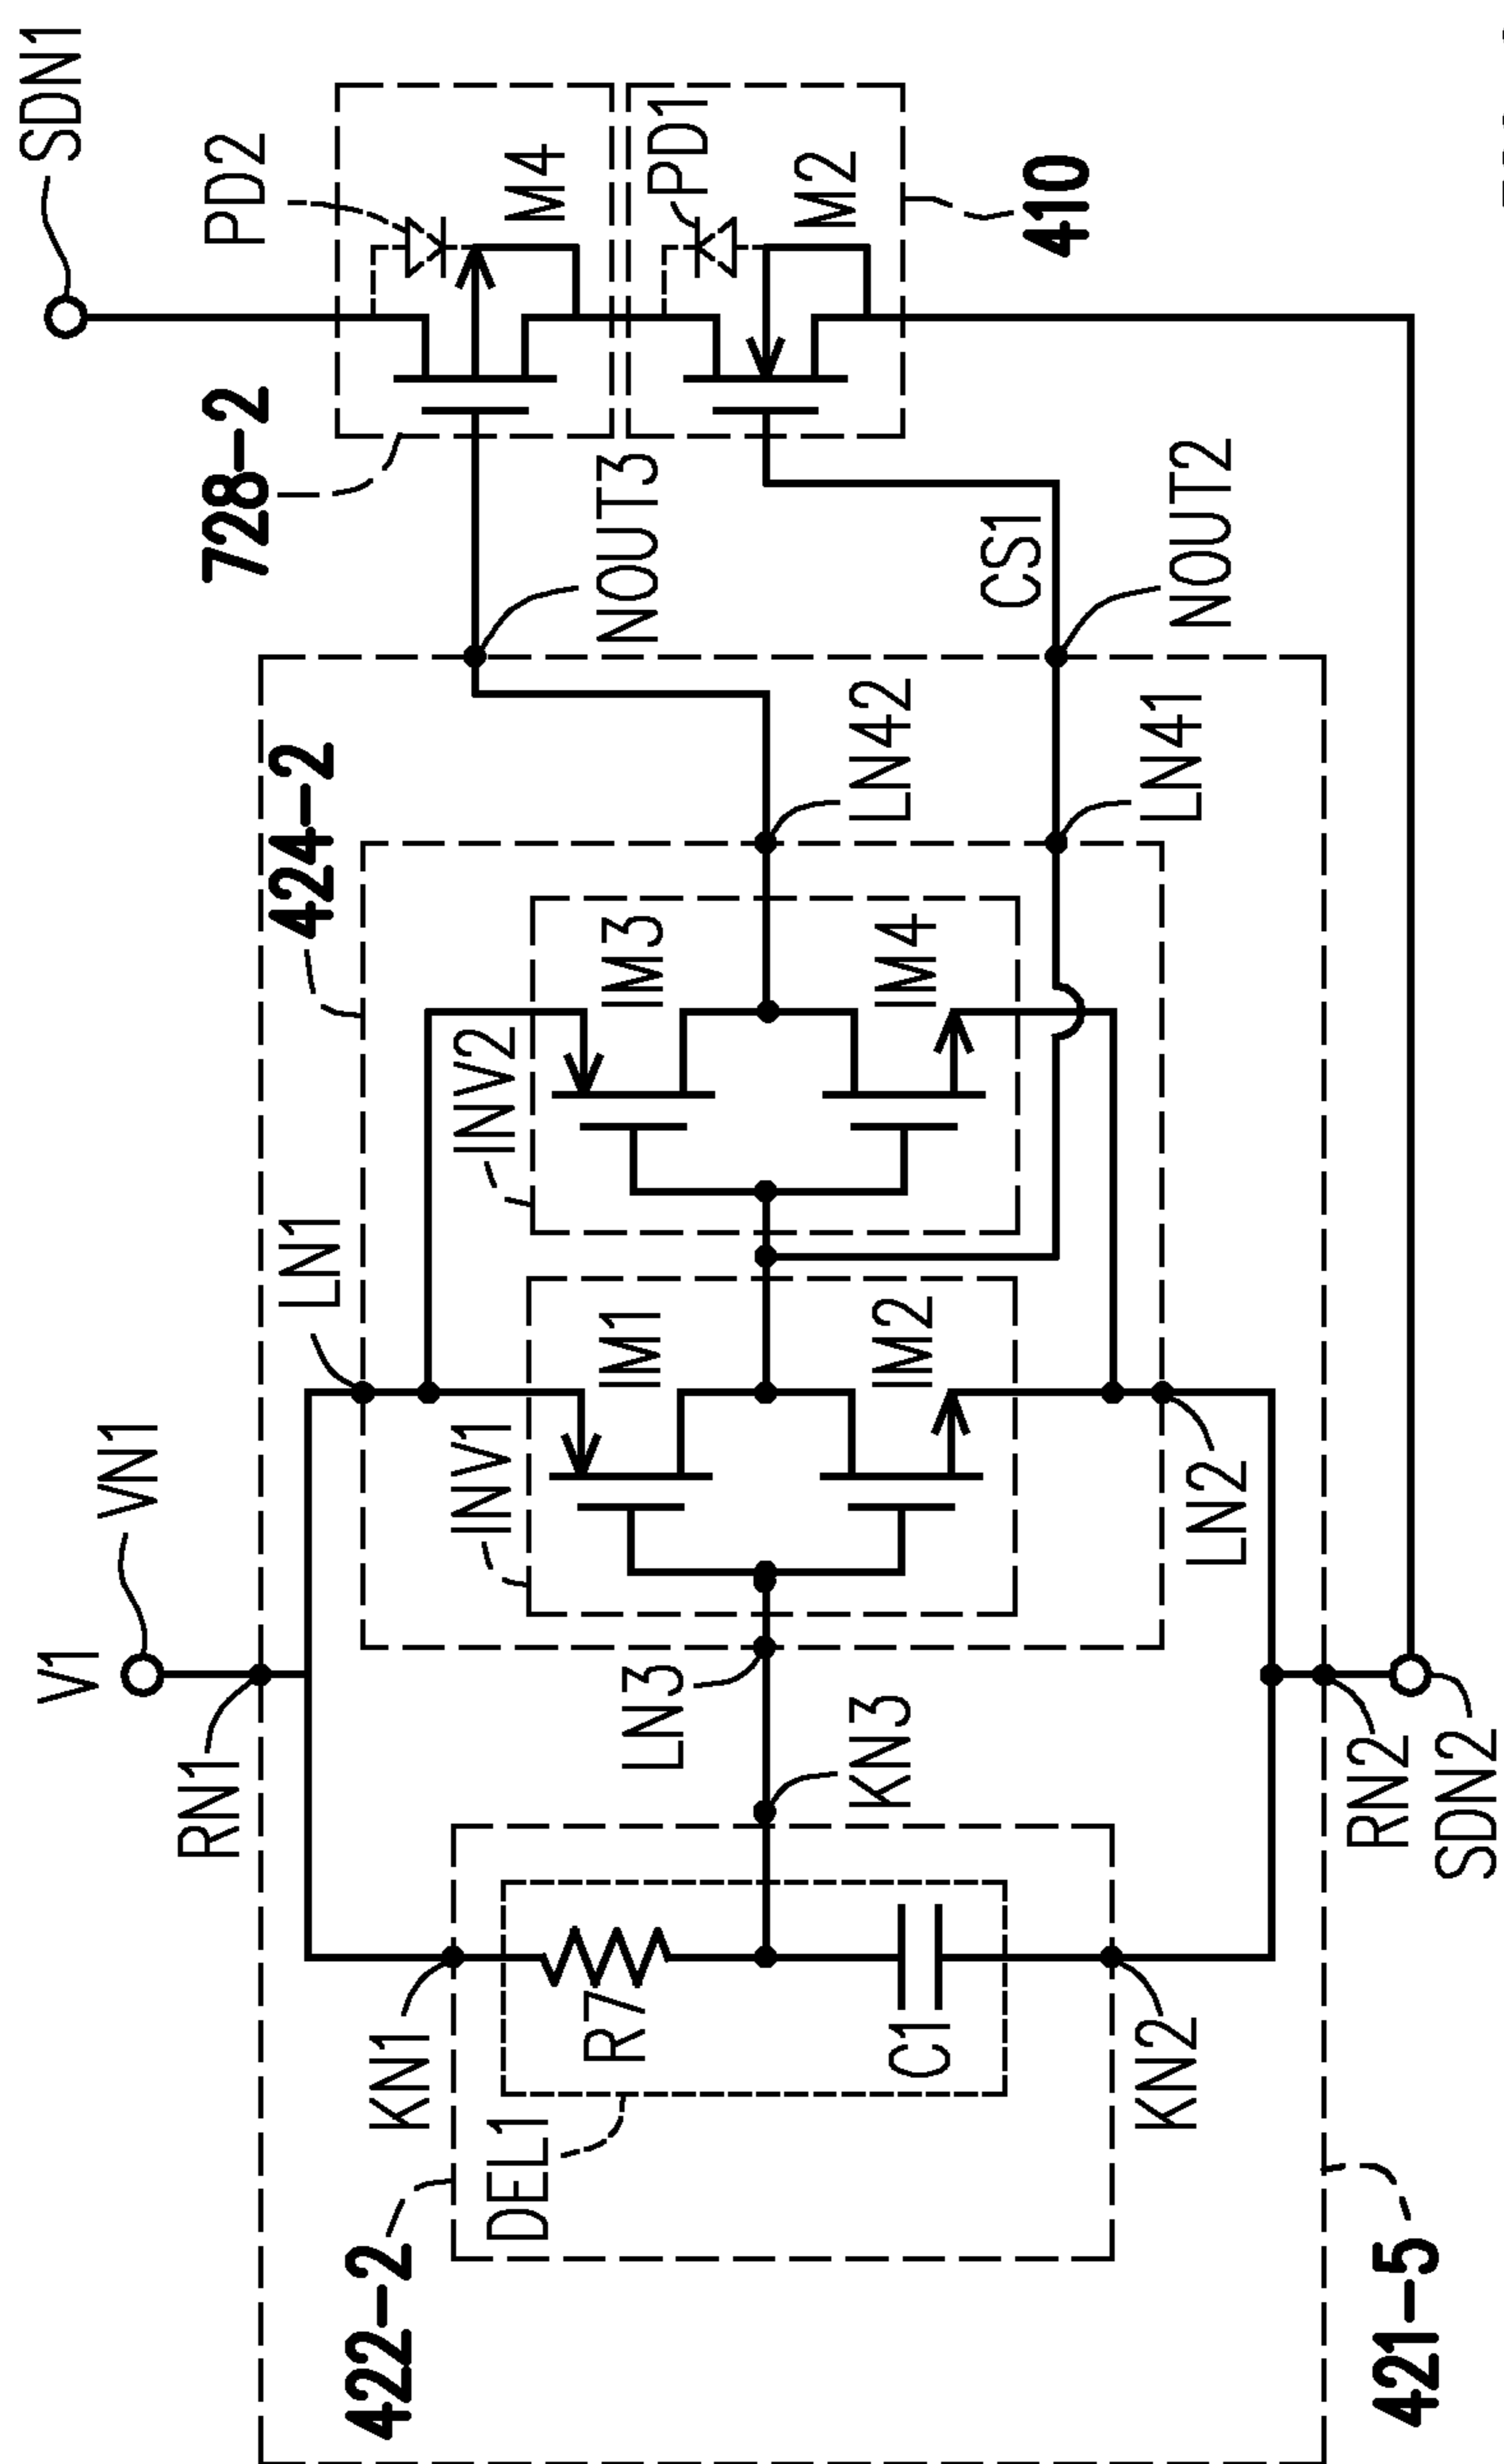 SDN1
PD2
M4
PD1
M2
410
728-2
NOUT3
CS1
NOUT2
424-2
LN42
LN41
IM3
IM4
INV2
LN1
IM1
IM2
INV1
LN2
VN1
V1
RN1
LN3
KN3
RN2
SDN2
KN1
R7
C1
KN2
DEL1
422-2
421-5